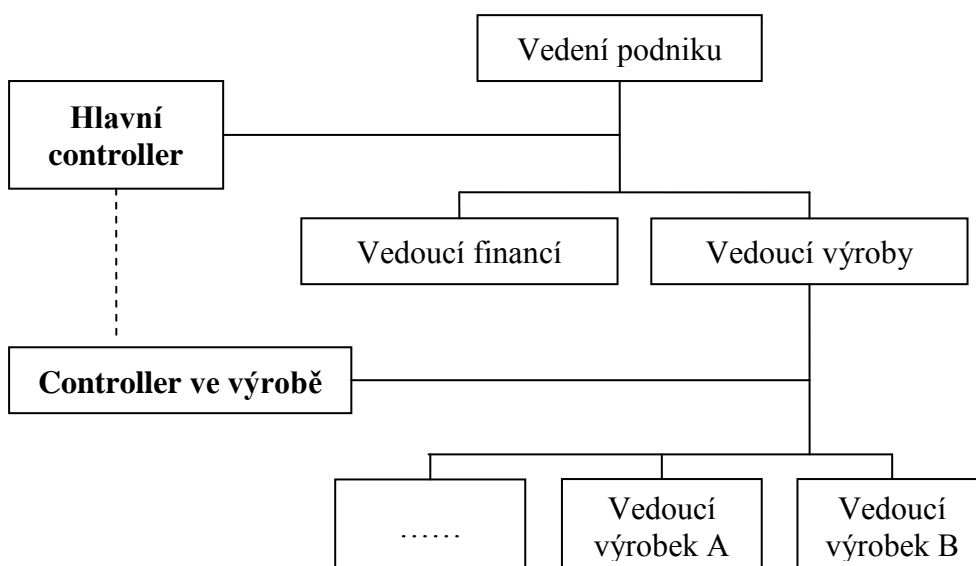 Vedení podniku
Hlavní
controller
Vedoucí financí
Vedoucí výroby
Controller ve výrobě
……
Vedoucí
výrobek A
Vedoucí
výrobek B